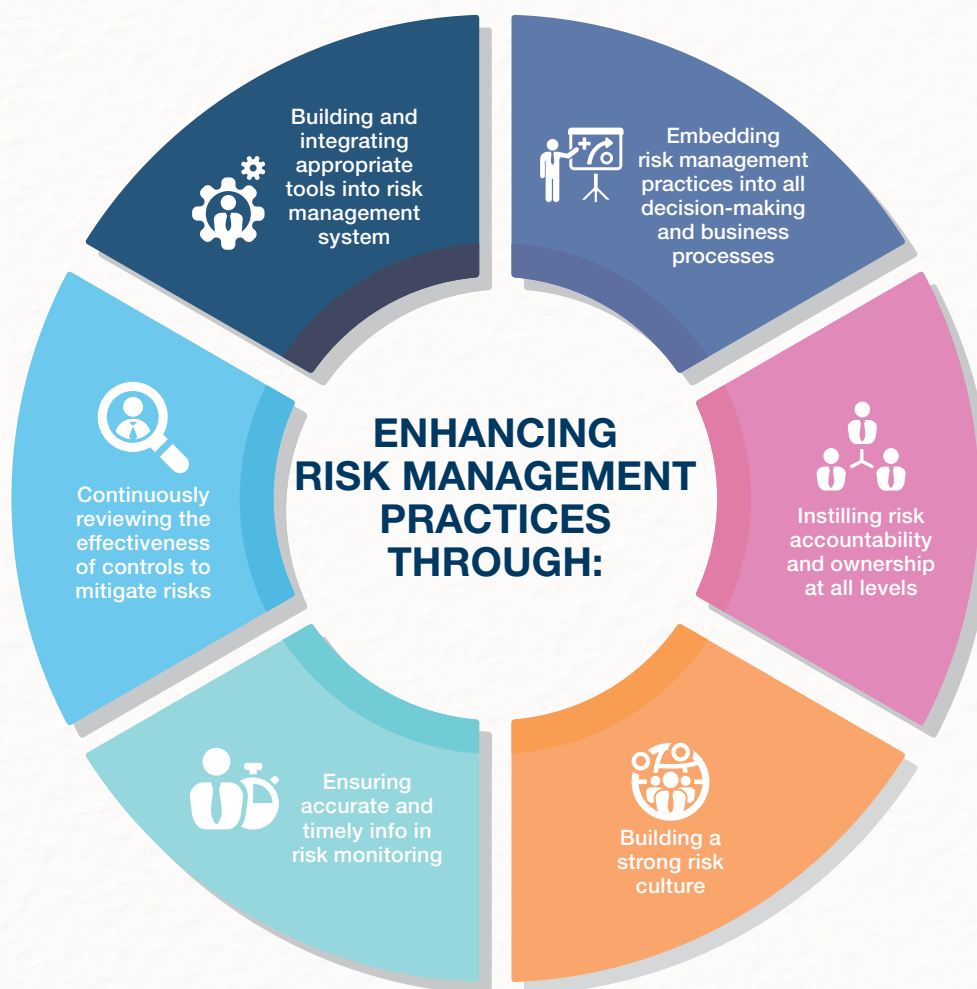 ENHANCING
RISK MANAGEMENT
PRACTICES
THROUGH:
Embedding
risk management
practices into all
decision-making
and business
processes
Instilling risk
accountability
and ownership
at all levels
Building a
strong risk
culture
Ensuring
accurate and
timely info in
risk monitoring
Continuously
reviewing the
effectiveness
of controls to
mitigate risks
Building and
integrating
appropriate
tools into risk
management
system